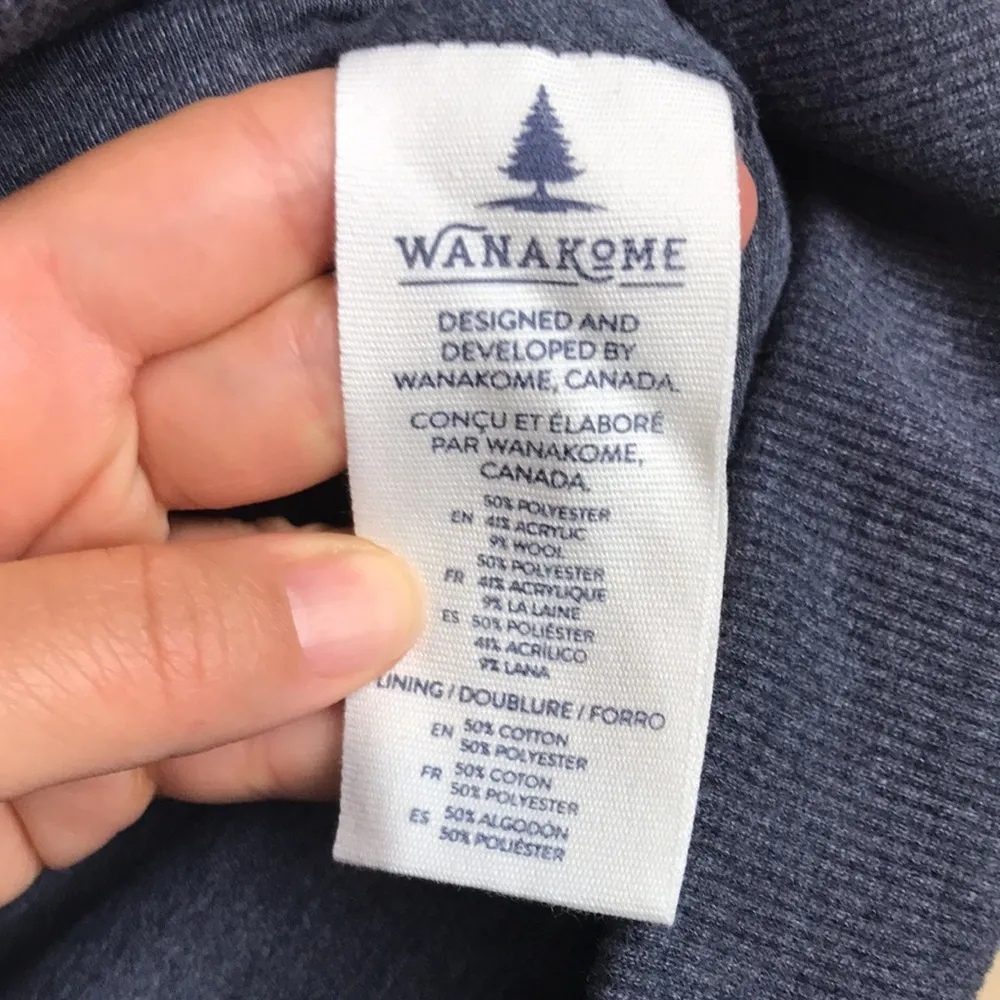 WANAKOME
DESIGNED AND
DEVELOPED BY
WANAKOME, CANADA.
CONÇU ET ÉLABORÉ
PAR WANAKOME,
CANADA.
50% POLYESTER
EN 41% ACRYLIC
9% WOOL
50% POLYESTER
FR 41% ACRYLIQUE
9% LA LAINE
ES 50% POLIÉSTER
41% ACRÍLICO
9% LANA
LINING / DOUBLURE / FORRO
EN 50% COTTON
50% POLYESTER
FR 50% COTON
50% POLYESTER
ES 50% ALGODÓN
50% POLIÉSTER